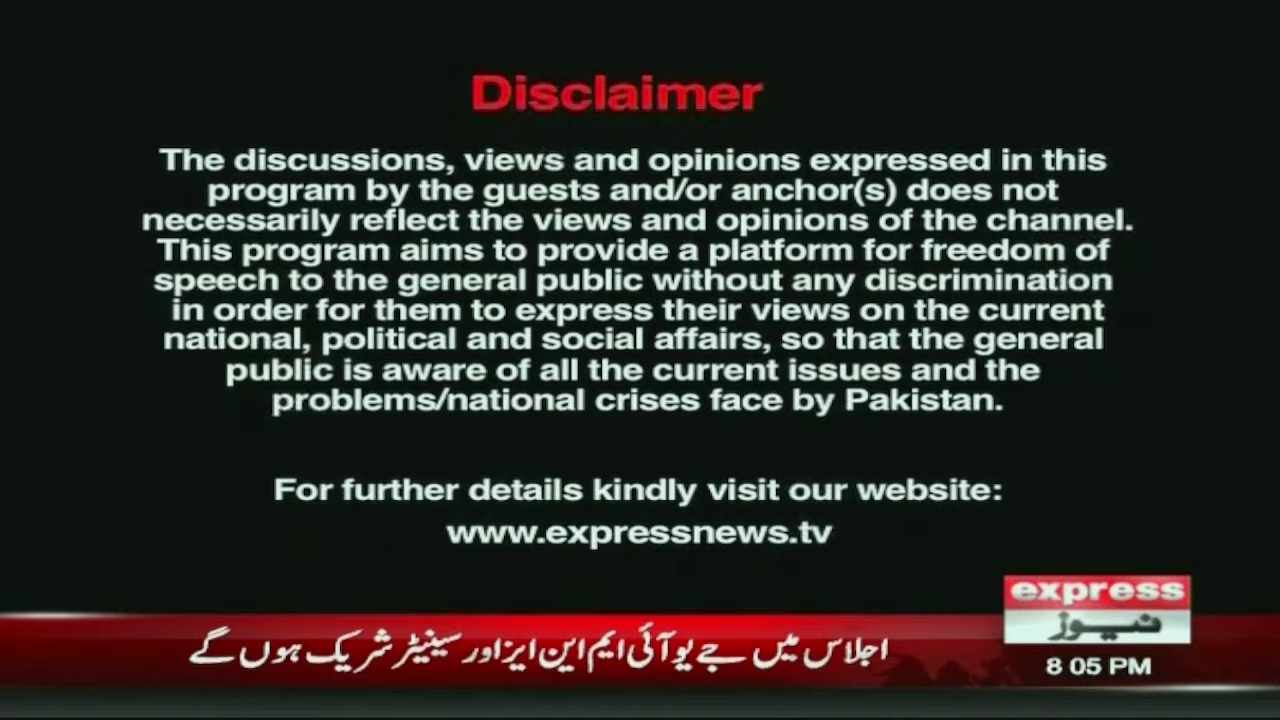 Disclaimer
The discussions, views and opinions expressed in this
program by the guests and/or anchor(s) does not
necessarily reflect the views and opinions of the channel.
This program aims to provide a platform for freedom of
speech to the general public without any discrimination
in order for them to express their views on the current
national, political and social affairs, so that the general
public is aware of all the current issues and the
problems/national crises face by Pakistan.
For further details kindly visit our website:
www.expressnews.tv
express
نیوز
اجلاس میں جے یو آئی ایم این ایز اور سینیٹر شریک ہوں گے
8 05 PM